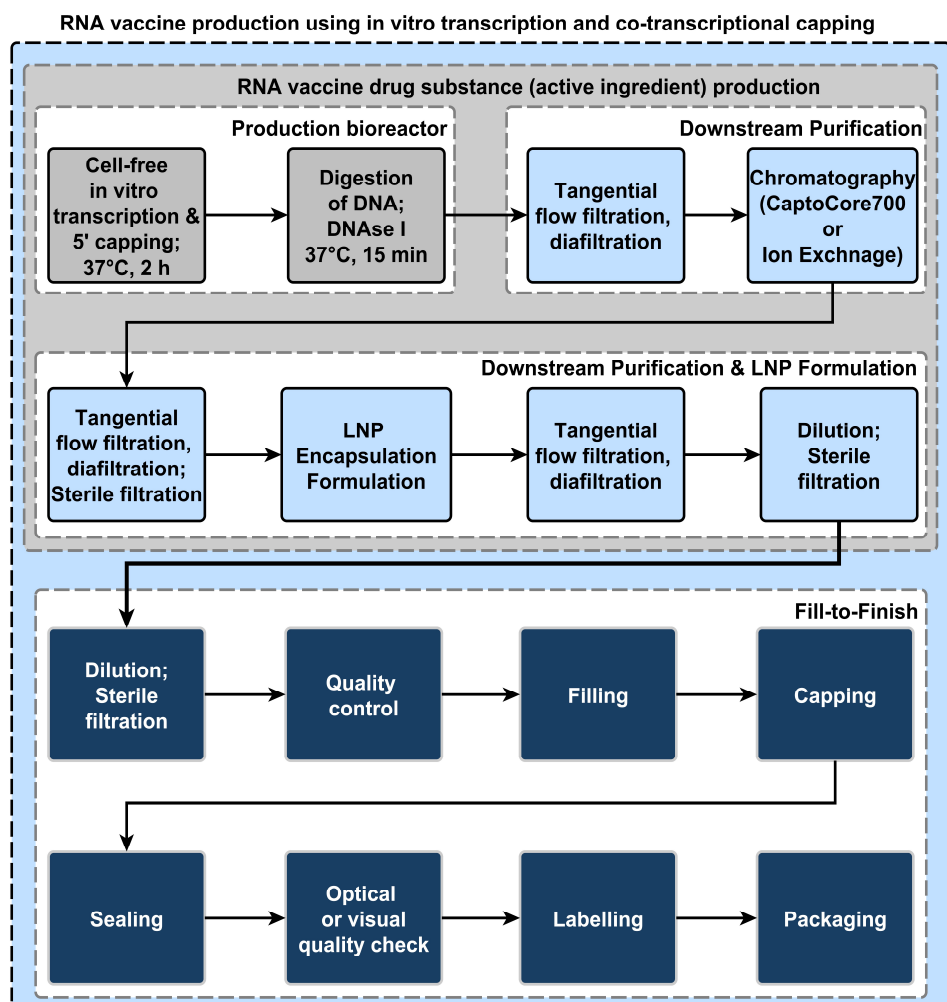 RNA vaccine production using in vitro transcription and co-transcriptional capping
RNA vaccine drug substance (active ingredient) production
Production bioreactor
Cell-free
in vitro
transcription &
5' capping;
37°C, 2 h
Digestion
of DNA;
DNAse I
37°C, 15 min
Downstream Purification
Tangential
flow filtration,
diafiltration
Chromatography
(CaptoCore700
or
Ion Exchnage)
Downstream Purification & LNP Formulation
Tangential
flow filtration,
diafiltration;
Sterile filtration
LNP
Encapsulation
Formulation
Tangential
flow filtration,
diafiltration
Dilution;
Sterile
filtration
Fill-to-Finish
Dilution;
Sterile
filtration
Quality
control
Filling
Capping
Sealing
Optical
or visual
quality check
Labelling
Packaging